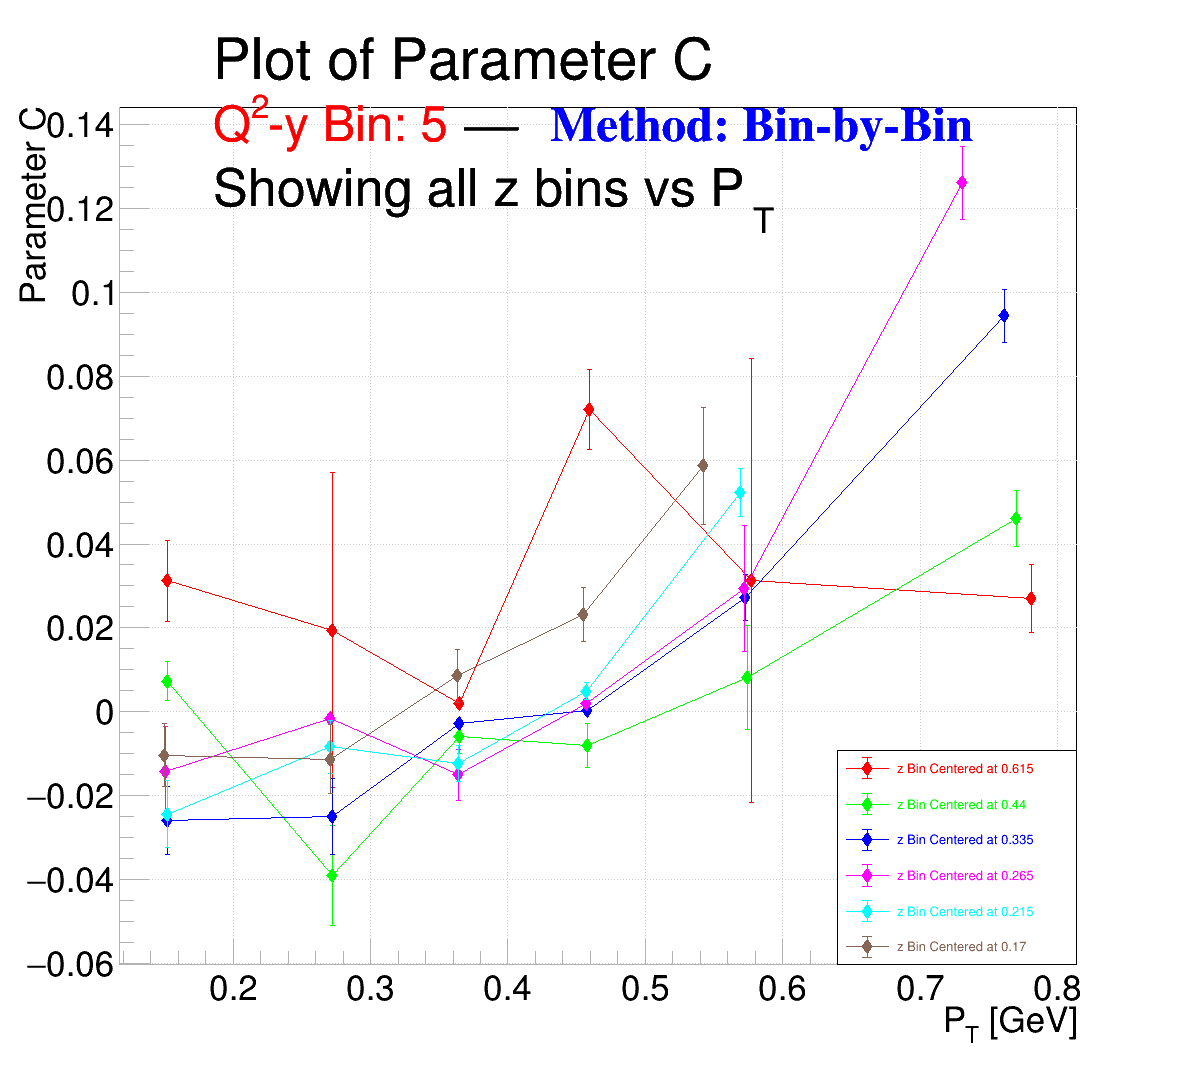 Plot of Parameter C
Q²-y Bin: 5 — Method: Bin-by-Bin
Showing all z bins vs P_T
Parameter C
0.14
0.12
0.1
0.08
0.06
0.04
0.02
0
−0.02
−0.04
−0.06
z Bin Centered at 0.615
z Bin Centered at 0.44
z Bin Centered at 0.335
z Bin Centered at 0.265
z Bin Centered at 0.215
z Bin Centered at 0.17
0.2 0.3 0.4 0.5 0.6 0.7 0.8
P_T [GeV]